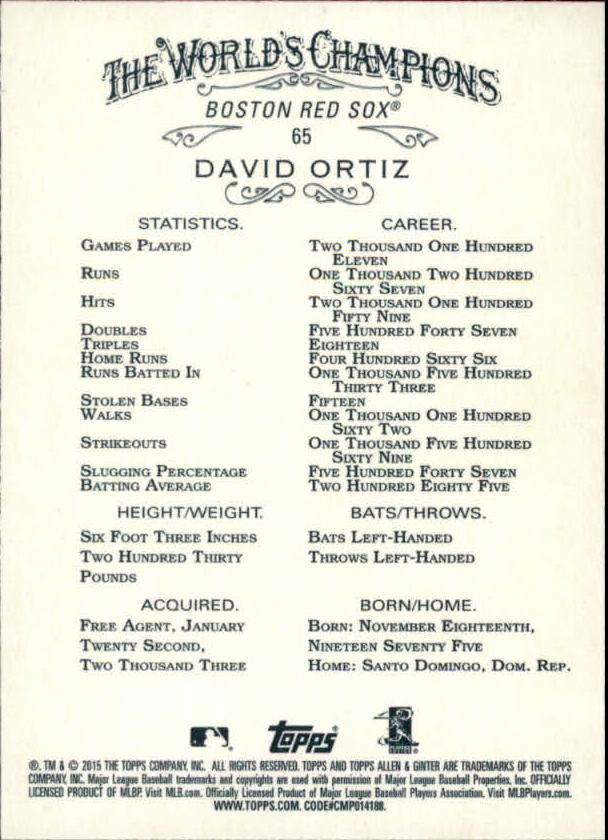 THE WORLD'S CHAMPIONS
BOSTON RED SOX®
65
DAVID ORTIZ
STATISTICS. CAREER.
GAMES PLAYED TWO THOUSAND ONE HUNDRED
ELEVEN
RUNS ONE THOUSAND TWO HUNDRED
SIXTY SEVEN
HITS TWO THOUSAND ONE HUNDRED
FIFTY NINE
DOUBLES FIVE HUNDRED FORTY SEVEN
TRIPLES EIGHTEEN
HOME RUNS FOUR HUNDRED SIXTY SIX
RUNS BATTED IN ONE THOUSAND FIVE HUNDRED
THIRTY THREE
STOLEN BASES FIFTEEN
WALKS ONE THOUSAND ONE HUNDRED
SIXTY TWO
STRIKEOUTS ONE THOUSAND FIVE HUNDRED
SIXTY NINE
SLUGGING PERCENTAGE FIVE HUNDRED FORTY SEVEN
BATTING AVERAGE TWO HUNDRED EIGHTY FIVE
HEIGHT/WEIGHT. BATS/THROWS.
SIX FOOT THREE INCHES BATS LEFT-HANDED
TWO HUNDRED THIRTY THROWS LEFT-HANDED
POUNDS
ACQUIRED. BORN/HOME.
FREE AGENT, JANUARY BORN: NOVEMBER EIGHTEENTH,
TWENTY SECOND, NINETEEN SEVENTY FIVE
TWO THOUSAND THREE HOME: SANTO DOMINGO, DOM. REP.
topps
®, TM & © 2015 THE TOPPS COMPANY, INC. ALL RIGHTS RESERVED. TOPPS AND TOPPS ALLEN & GINTER ARE TRADEMARKS OF THE TOPPS
COMPANY, INC. Major League Baseball trademarks and copyrights are used with permission of Major League Baseball Properties, Inc. OFFICIALLY
LICENSED PRODUCT OF MLBP. Visit MLB.com. Officially Licensed Product of Major League Baseball Players Association. Visit MLBPlayers.com.
WWW.TOPPS.COM. CODE#CMP014188.